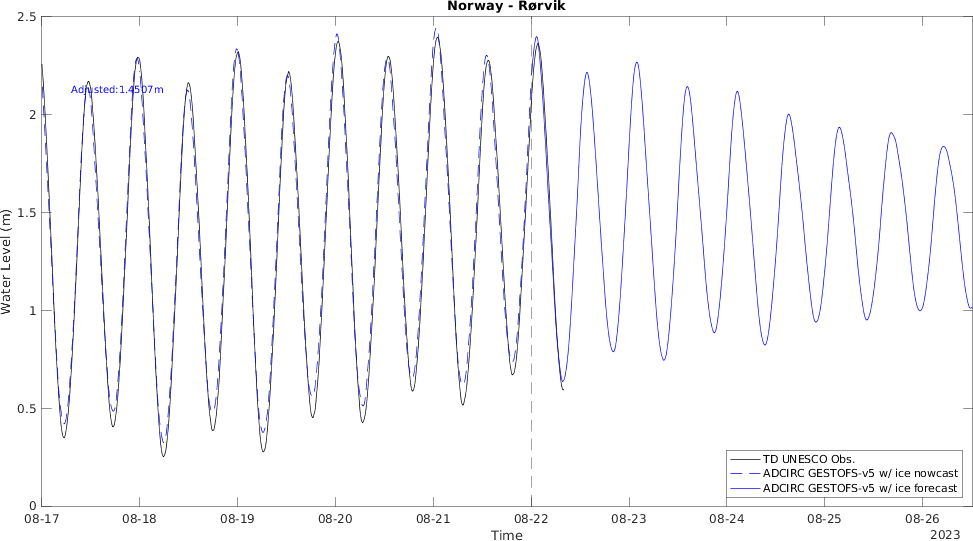 Norway - Rørvik
2.5
2
1.5
1
0.5
0
Water Level (m)
Adjusted:1.4507m
TD UNESCO Obs.
ADCIRC GESTOFS-v5 w/ ice nowcast
ADCIRC GESTOFS-v5 w/ ice forecast
08-17 08-18 08-19 08-20 08-21 08-22 08-23 08-24 08-25 08-26
Time
2023